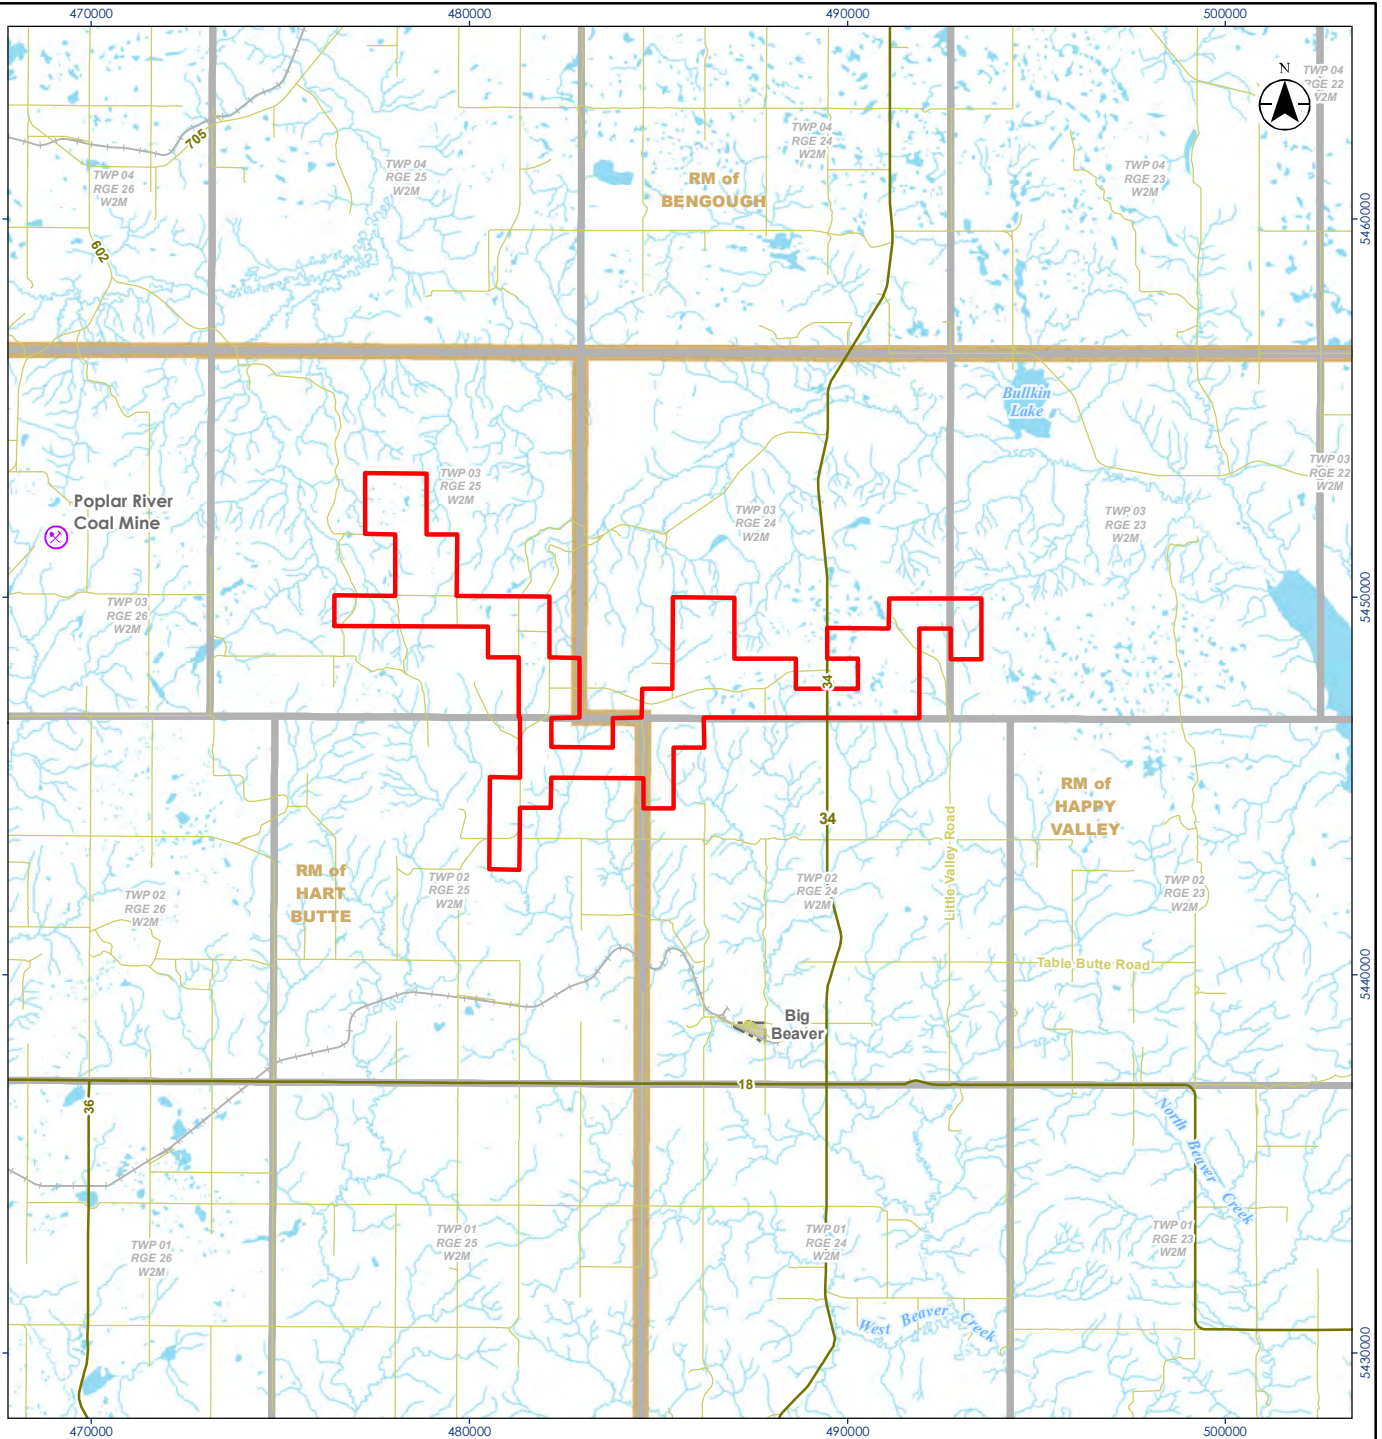 470000
480000
490000
500000
N
TWP 04
RGE 22
W2M
TWP 04
RGE 24
W2M
705
TWP 04
RGE 25
W2M
TWP 04
RGE 26
W2M
RM of
BENGOUGH
TWP 04
RGE 23
W2M
5460000
602
Bullkin
Lake
TWP 03
RGE 25
W2M
TWP 03
RGE 22
W2M
Poplar River
Coal Mine
TWP 03
RGE 24
W2M
TWP 03
RGE 23
W2M
5450000
TWP 03
RGE 26
W2M
34
34
RM of
HAPPY
VALLEY
Little Valley Road
RM of
HART
BUTTE
TWP 02
RGE 25
W2M
TWP 02
RGE 24
W2M
TWP 02
RGE 23
W2M
TWP 02
RGE 26
W2M
Table Butte Road
5440000
Big
Beaver
18
36
North Beaver Creek
TWP 01
RGE 26
W2M
TWP 01
RGE 25
W2M
TWP 01
RGE 24
W2M
TWP 01
RGE 23
W2M
West Beaver Creek
5430000
470000
480000
490000
500000